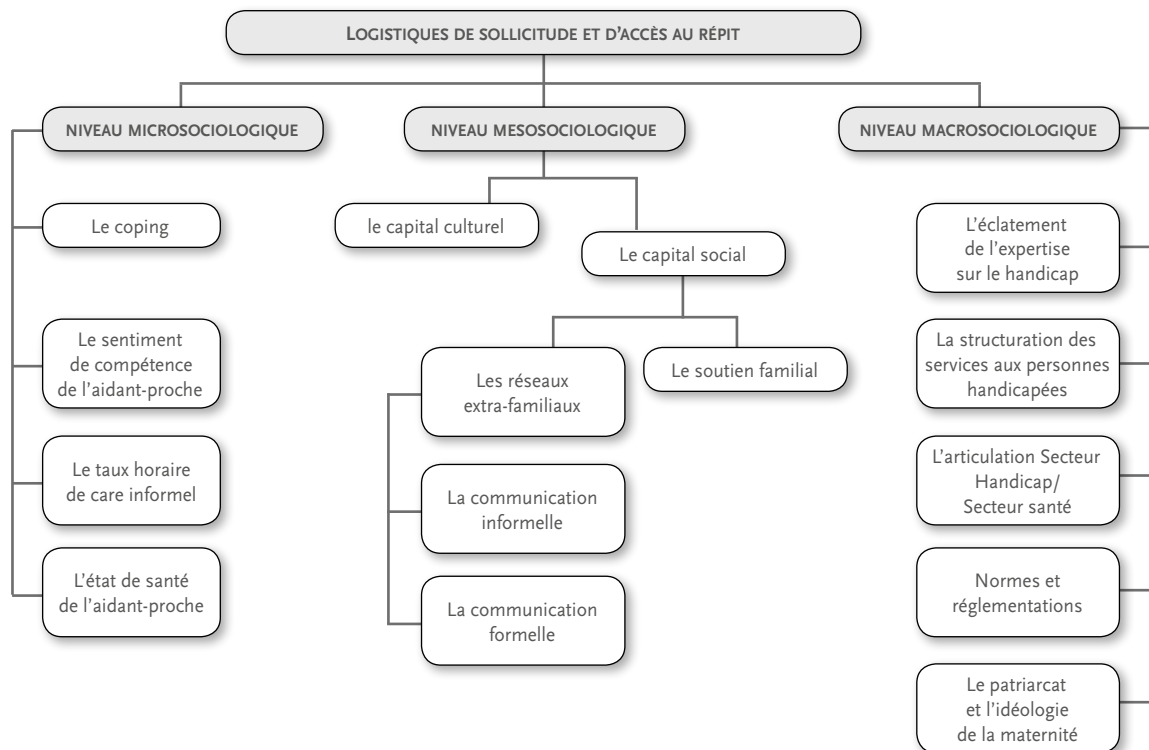 LOGISTIQUES DE SOLLICITUDE ET D'ACCÈS AU RÉPIT
NIVEAU MICROSOCIOLOGIQUE
NIVEAU MESOSOCIOLOGIQUE
NIVEAU MACROSOCIOLOGIQUE
Le coping
Le sentiment
de compétence
de l'aidant-proche
Le taux horaire
de care informel
L'état de santé
de l'aidant-proche
le capital culturel
Le capital social
Les réseaux
extra-familiaux
Le soutien familial
La communication
informelle
La communication
formelle
L'éclatement
de l'expertise
sur le handicap
La structuration des
services aux personnes
handicapées
L'articulation Secteur
Handicap/
Secteur santé
Normes et
réglementations
Le patriarcat
et l'idéologie
de la maternité